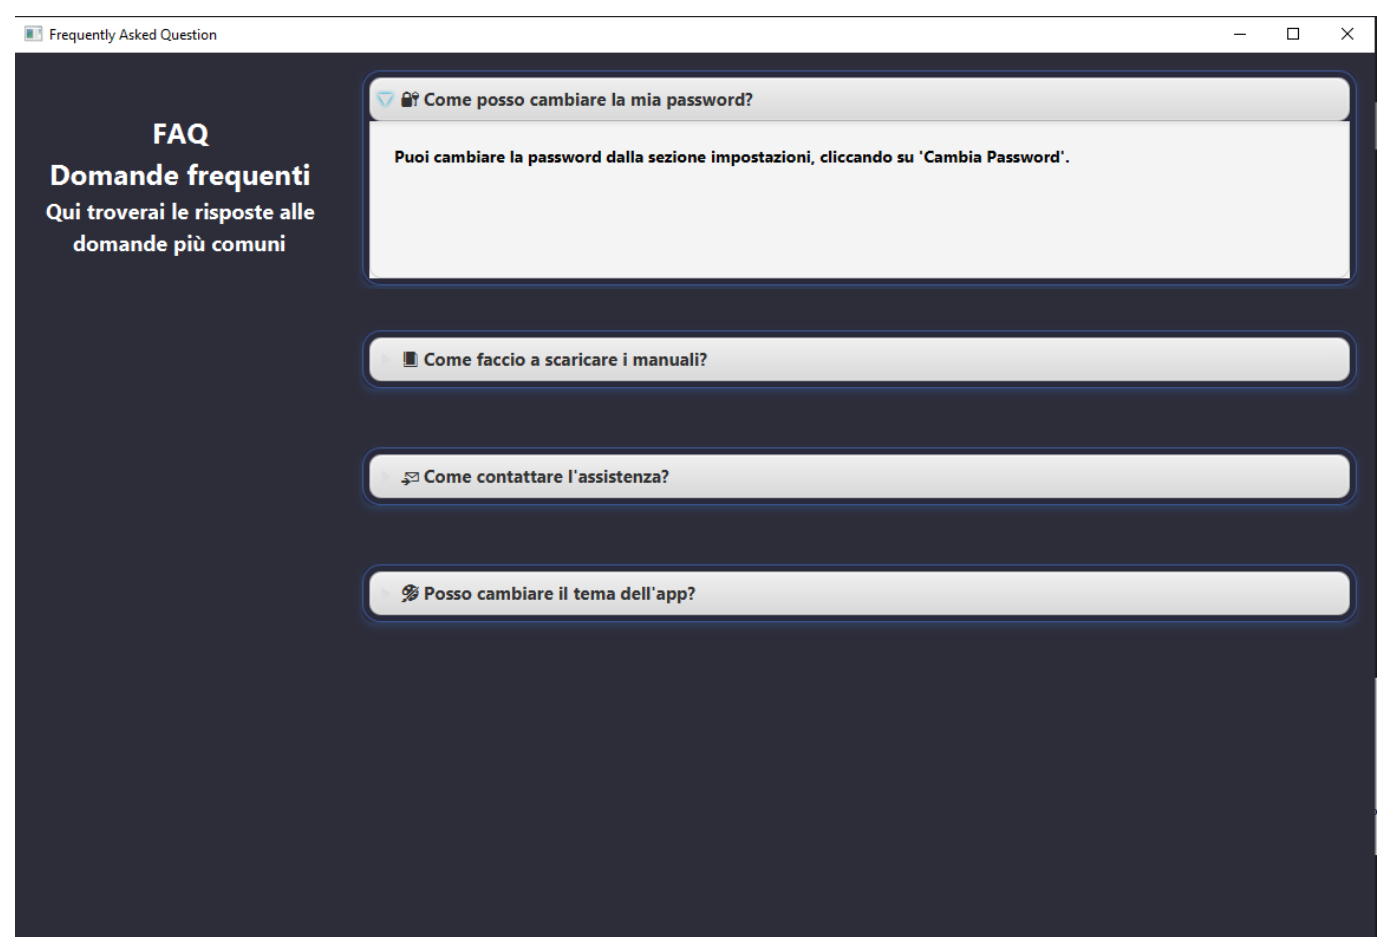 Frequently Asked Question
FAQ
Domande frequenti
Qui troverai le risposte alle
domande più comuni
Come posso cambiare la mia password?
Puoi cambiare la password dalla sezione impostazioni, cliccando su 'Cambia Password'.
Come faccio a scaricare i manuali?
Come contattare l'assistenza?
Posso cambiare il tema dell'app?